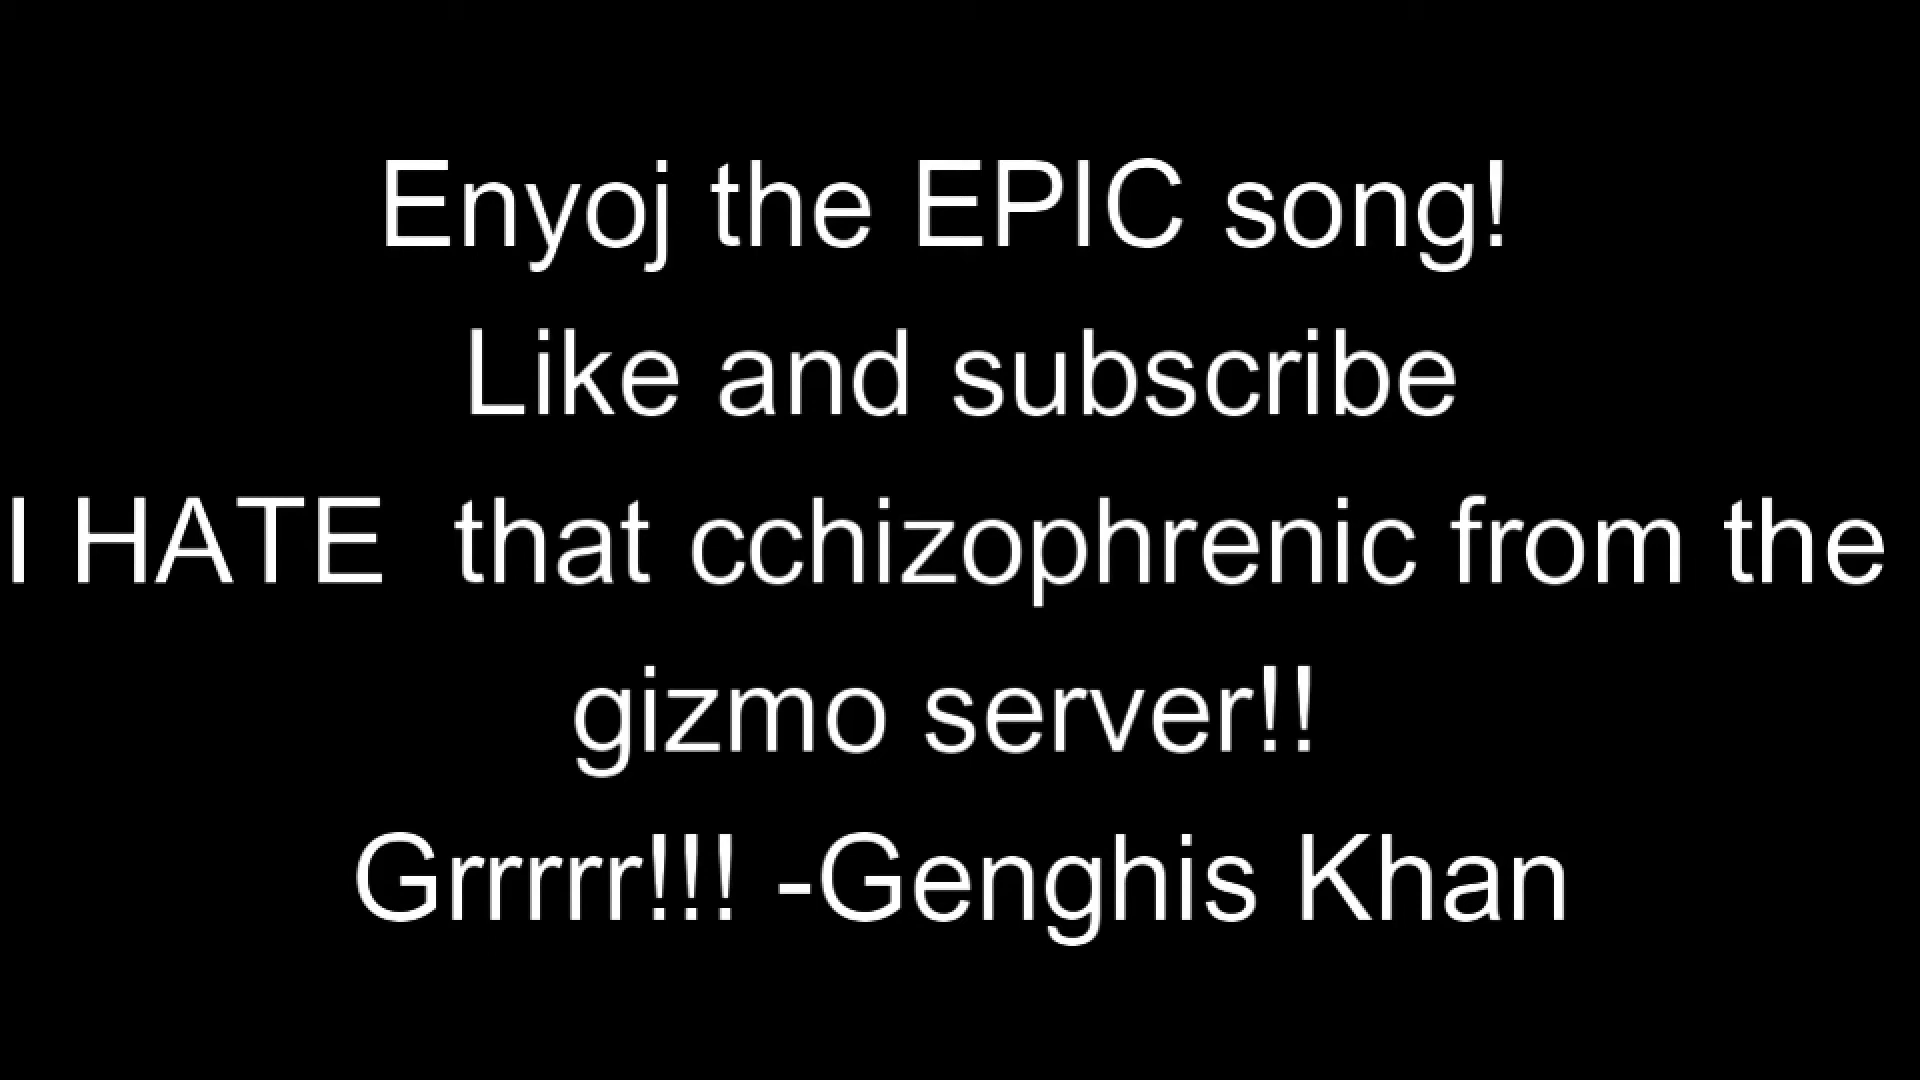 Enyoj the EPIC song!
Like and subscribe
I HATE  that cchizophrenic from the
gizmo server!!
Grrrrr!!! -Genghis Khan